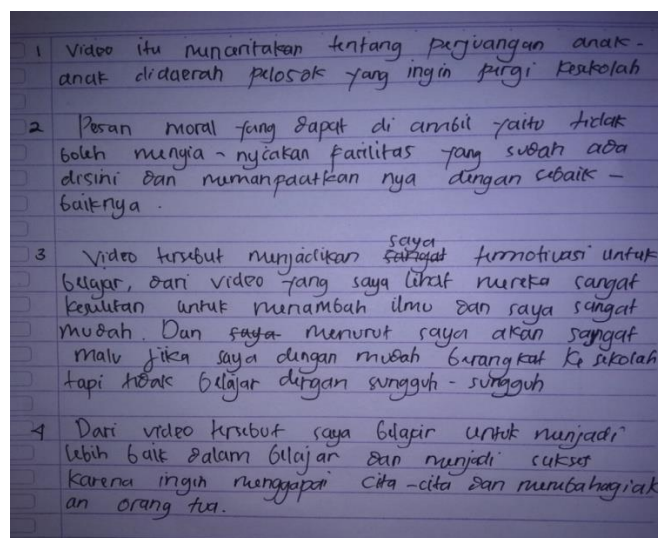 1 Video itu menceritakan tentang perjuangan anak-
anak didaerah pelosok yang ingin pergi kesekolah
2 Pesan moral yang dapat di ambil yaitu tidak
boleh mengia-nyiakan fasilitas yang sudah ada
disini dan memanpaatkan nya dengan sebaik-
baiknya.
saya
3 Video tersebut menjadikan sangat termotivasi untuk
belajar, dari video yang saya lihat mereka sangat
kesulitan untuk menambah ilmu dan saya sangat
mudah. Dan saya menurut saya akan sangat
malu jika saya dengan mudah berangkat ke sekolah
tapi tidak belajar dengan sungguh-sungguh
4 Dari video tersebut saya belajar untuk menjadi
lebih baik dalam belajar dan menjadi sukses
karena ingin menggapai cita-cita dan membahagiak
an orang tua.